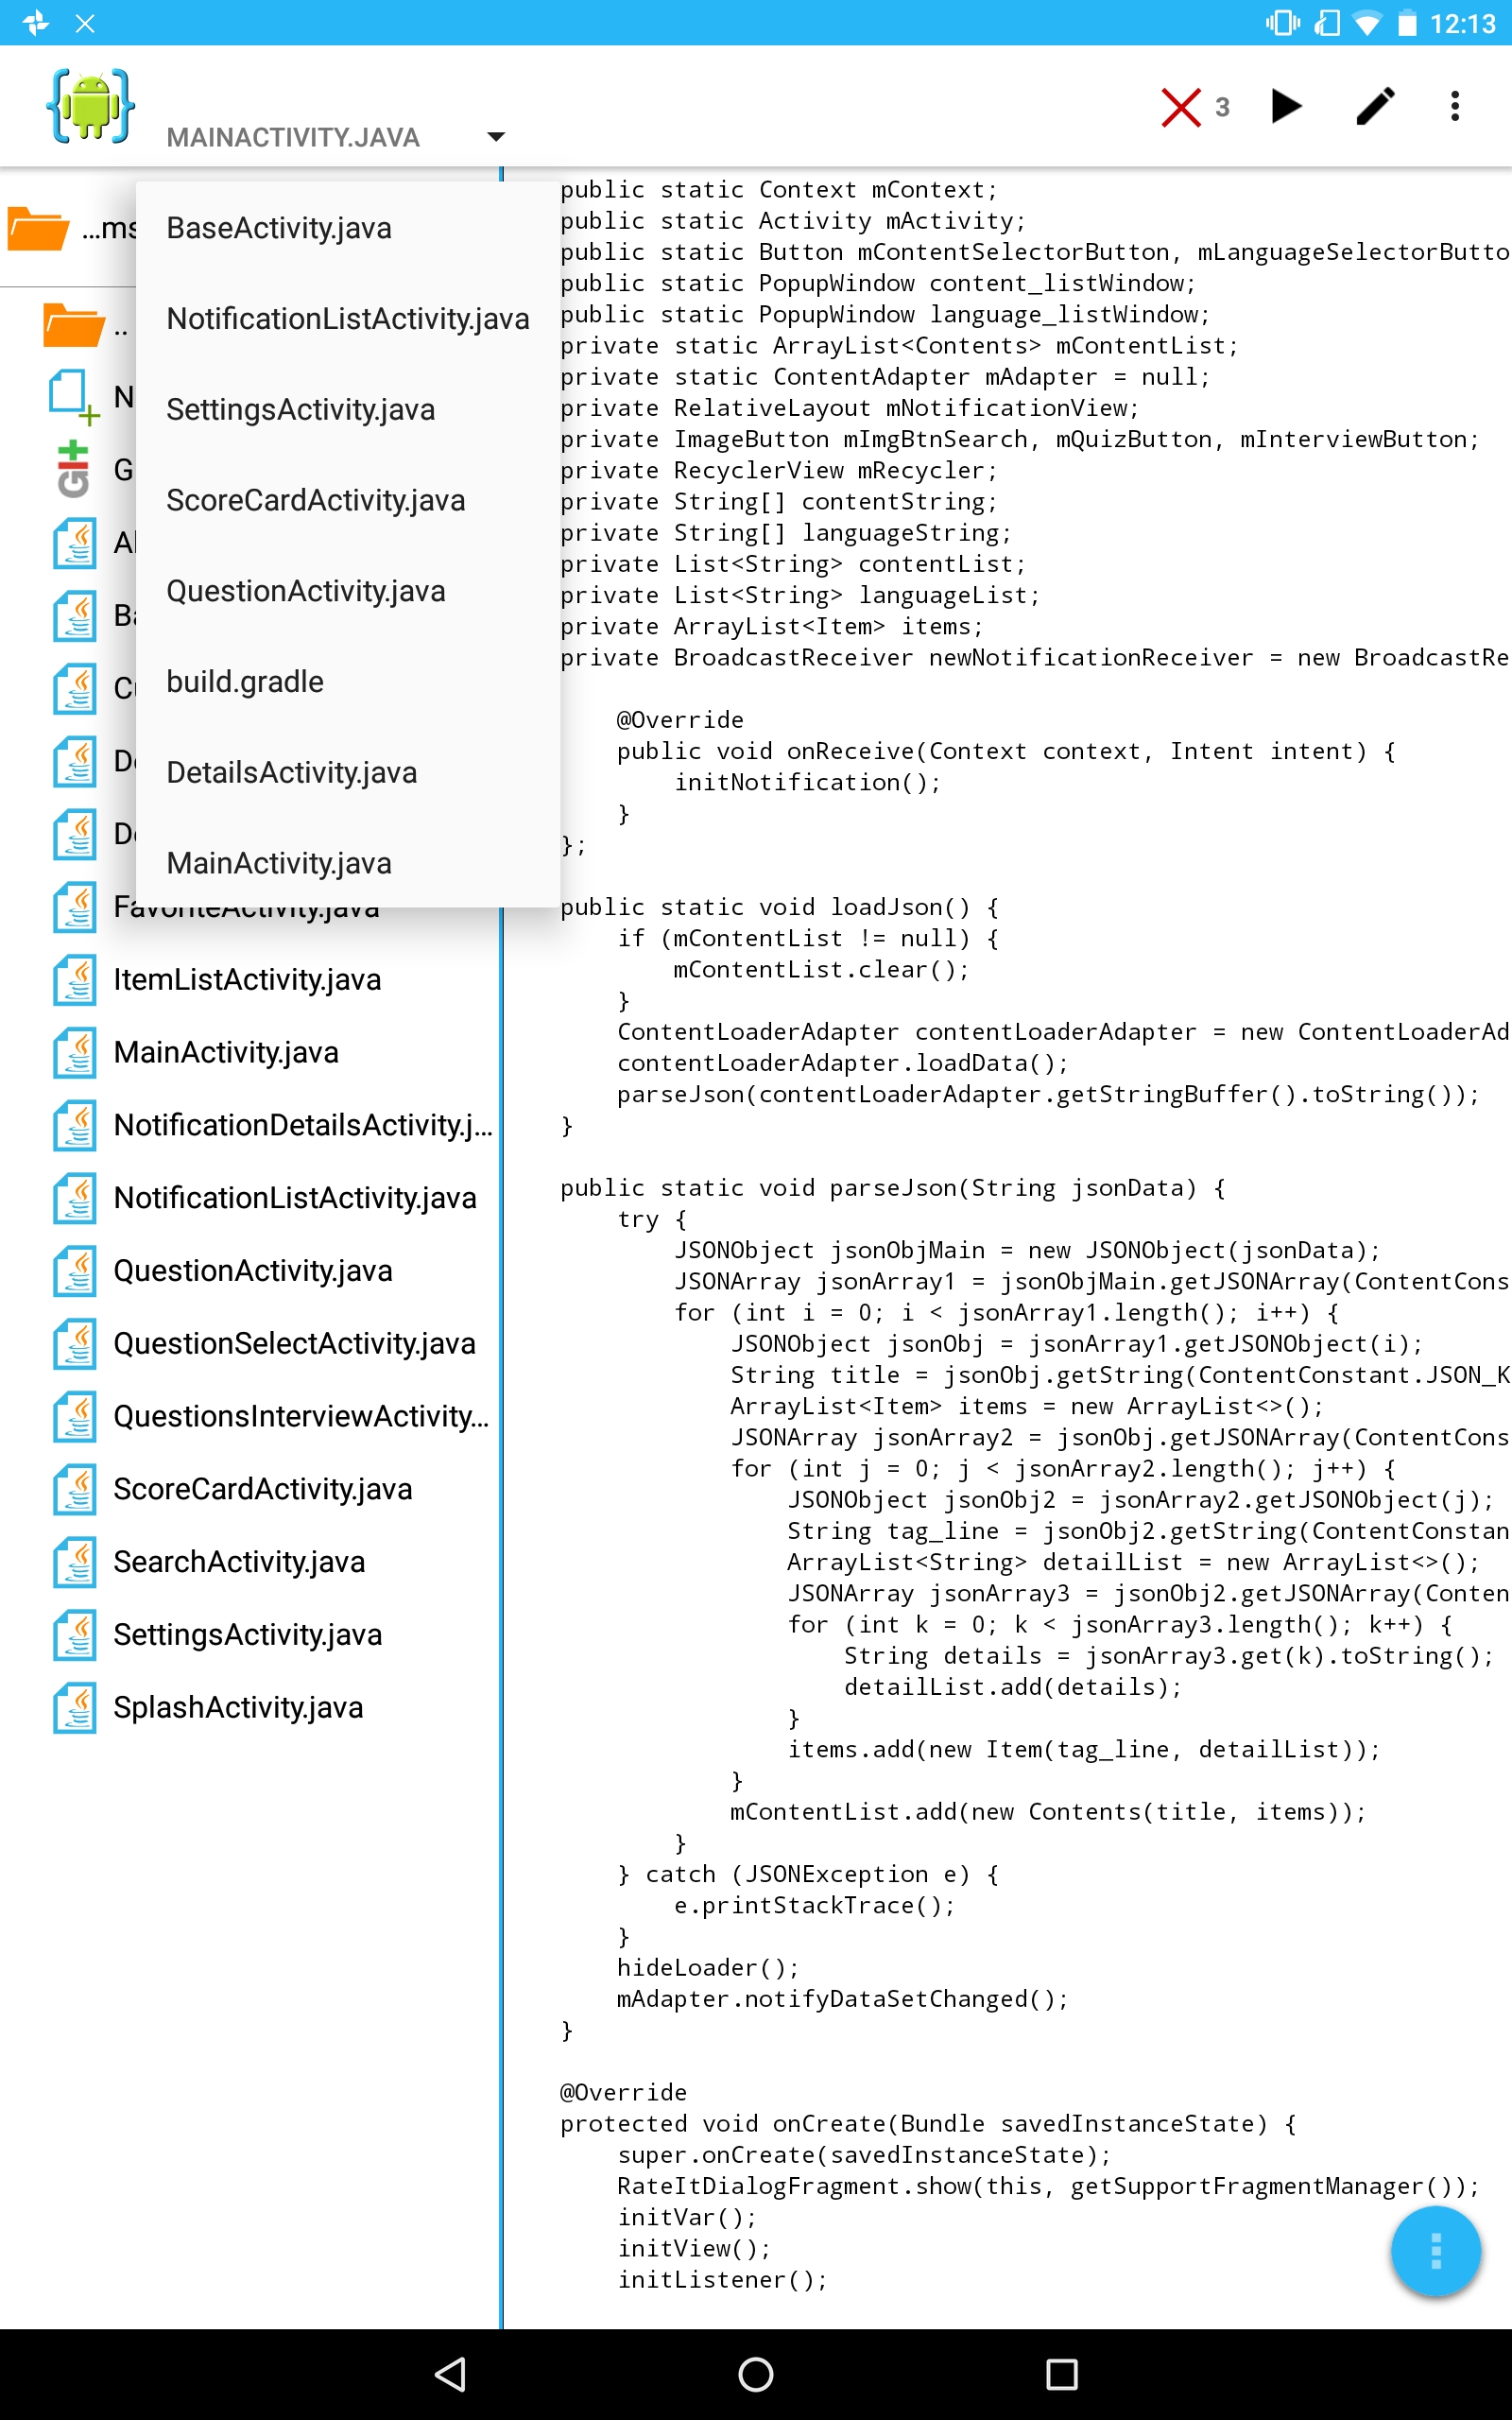 12:13
MAINACTIVITY.JAVA
3
...ms
BaseActivity.java
NotificationListActivity.java
SettingsActivity.java
ScoreCardActivity.java
QuestionActivity.java
build.gradle
DetailsActivity.java
MainActivity.java
..
N
Git
G
Ba
De
De
FavoriteActivity.java
ItemListActivity.java
MainActivity.java
NotificationDetailsActivity.j...
NotificationListActivity.java
QuestionActivity.java
QuestionSelectActivity.java
QuestionsInterviewActivity...
ScoreCardActivity.java
SearchActivity.java
SettingsActivity.java
SplashActivity.java
public static Context mContext;
public static Activity mActivity;
public static Button mContentSelectorButton, mLanguageSelectorButto
public static PopupWindow content_listWindow;
public static PopupWindow language_listWindow;
private static ArrayList<Contents> mContentList;
private static ContentAdapter mAdapter = null;
private RelativeLayout mNotificationView;
private ImageButton mImgBtnSearch, mQuizButton, mInterviewButton;
private RecyclerView mRecycler;
private String[] contentString;
private String[] languageString;
private List<String> contentList;
private List<String> languageList;
private ArrayList<Item> items;
private BroadcastReceiver newNotificationReceiver = new BroadcastRe
@Override
public void onReceive(Context context, Intent intent) {
initNotification();
}
};
public static void loadJson() {
if (mContentList != null) {
mContentList.clear();
}
ContentLoaderAdapter contentLoaderAdapter = new ContentLoaderAd
contentLoaderAdapter.loadData();
parseJson(contentLoaderAdapter.getStringBuffer().toString());
}
public static void parseJson(String jsonData) {
try {
JSONObject jsonObjMain = new JSONObject(jsonData);
JSONArray jsonArray1 = jsonObjMain.getJSONArray(ContentCons
for (int i = 0; i < jsonArray1.length(); i++) {
JSONObject jsonObj = jsonArray1.getJSONObject(i);
String title = jsonObj.getString(ContentConstant.JSON_K
ArrayList<Item> items = new ArrayList<>();
JSONArray jsonArray2 = jsonObj.getJSONArray(ContentCons
for (int j = 0; j < jsonArray2.length(); j++) {
JSONObject jsonObj2 = jsonArray2.getJSONObject(j);
String tag_line = jsonObj2.getString(ContentConstan
ArrayList<String> detailList = new ArrayList<>();
JSONArray jsonArray3 = jsonObj2.getJSONArray(Conten
for (int k = 0; k < jsonArray3.length(); k++) {
String details = jsonArray3.get(k).toString();
detailList.add(details);
}
items.add(new Item(tag_line, detailList));
}
mContentList.add(new Contents(title, items));
}
} catch (JSONException e) {
e.printStackTrace();
}
hideLoader();
mAdapter.notifyDataSetChanged();
}
@Override
protected void onCreate(Bundle savedInstanceState) {
super.onCreate(savedInstanceState);
RateItDialogFragment.show(this, getSupportFragmentManager());
initVar();
initView();
initListener();